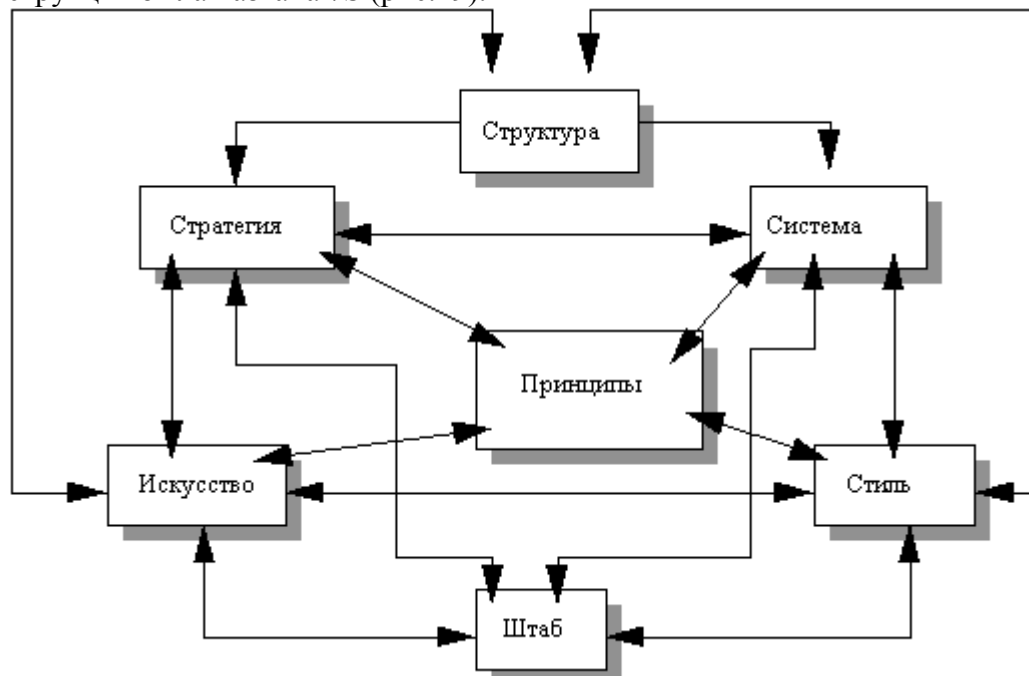 Структура
Стратегия
Система
Принципы
Искусство
Стиль
Штаб